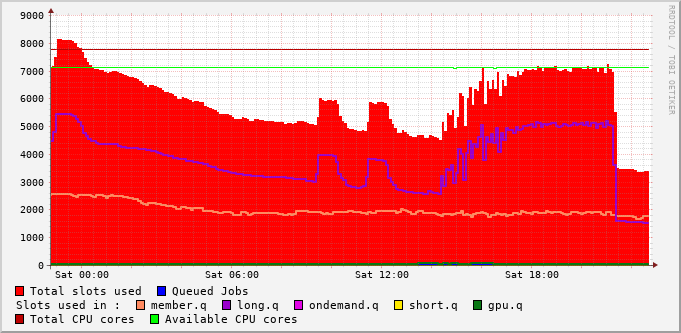 9000
8000
7000
6000
5000
4000
3000
2000
1000
0
Sat 00:00 Sat 06:00 Sat 12:00 Sat 18:00
RRDTOOL / TOBI OETIKER
Total slots used Queued Jobs
Slots used in : member.q long.q ondemand.q short.q gpu.q
Total CPU cores Available CPU cores